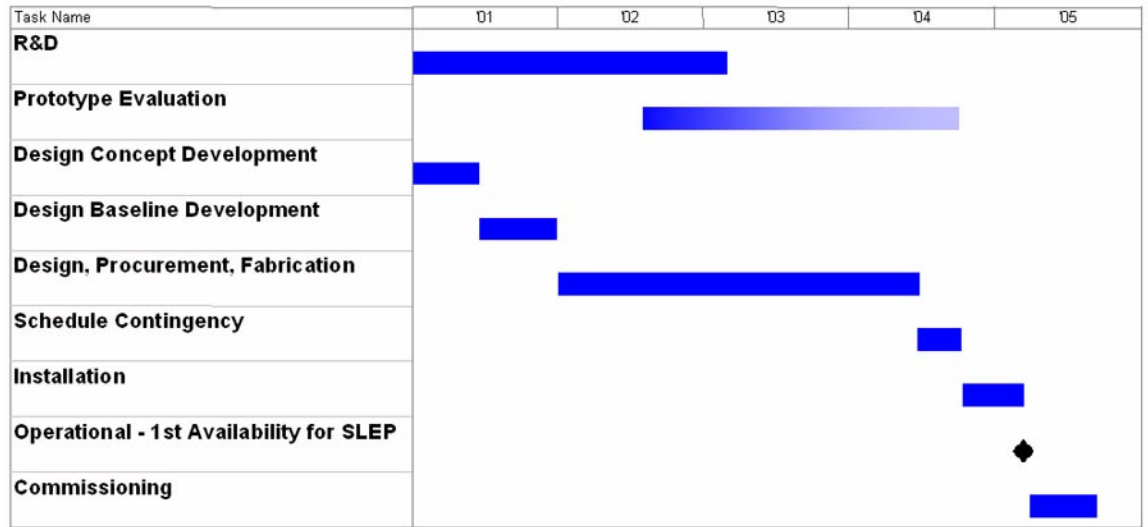 Task Name '01 '02 '03 '04 '05
R&D
Prototype Evaluation
Design Concept Development
Design Baseline Development
Design, Procurement, Fabrication
Schedule Contingency
Installation
Operational - 1st Availability for SLEP
Commissioning